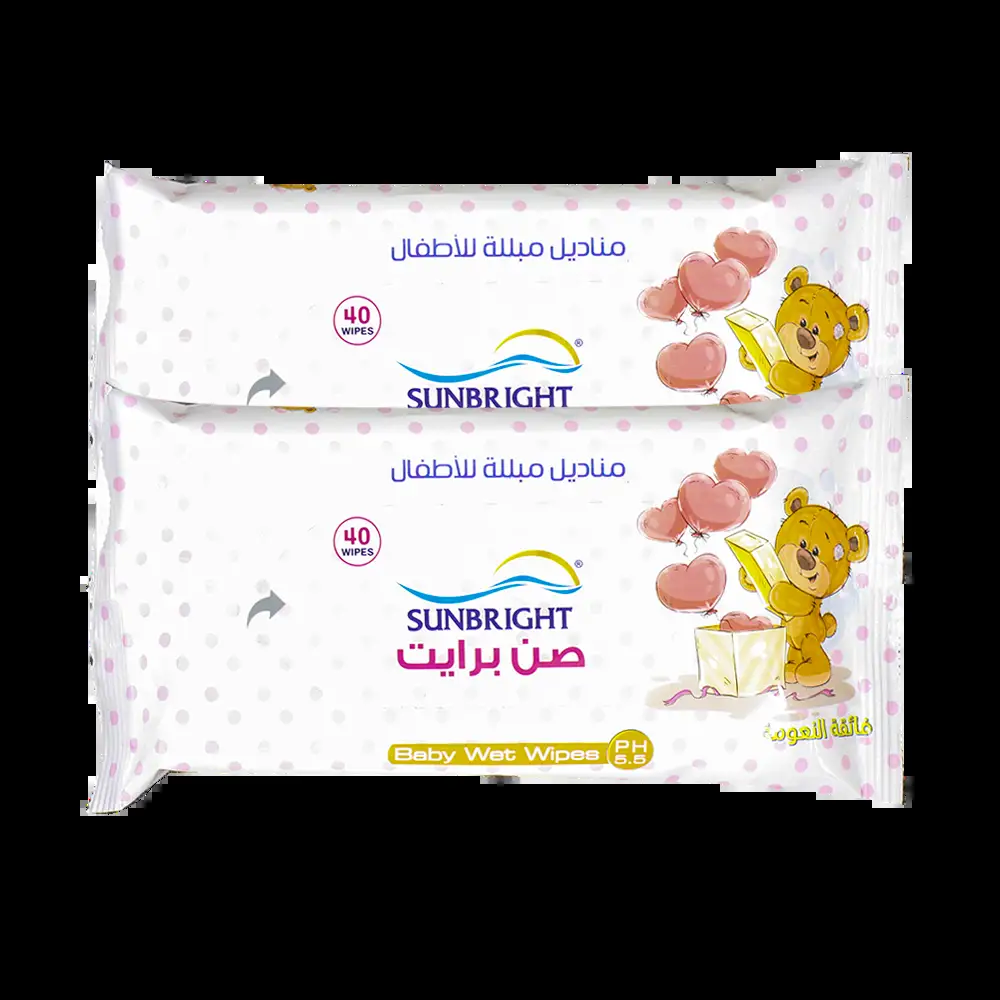 مناديل مبللة للأطفال
40
WIPES
SUNBRIGHT
مناديل مبللة للأطفال
40
WIPES
®
SUNBRIGHT
صن برايت
Baby Wet Wipes PH 5.5
فائقة النعومة